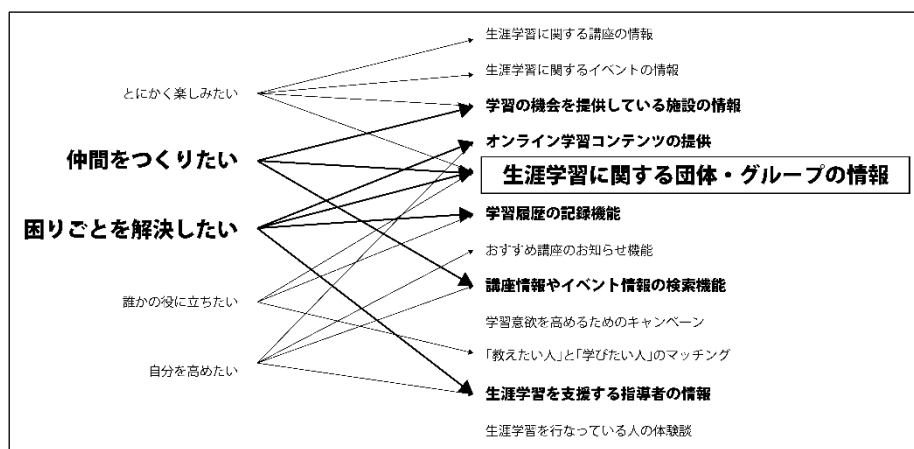 とにかく楽しみたい
仲間をつくりたい
困りごとを解決したい
誰かの役に立ちたい
自分を高めたい
生涯学習に関する講座の情報
生涯学習に関するイベントの情報
学習の機会を提供している施設の情報
オンライン学習コンテンツの提供
生涯学習に関する団体・グループの情報
学習履歴の記録機能
おすすめ講座のお知らせ機能
講座情報やイベント情報の検索機能
学習意欲を高めるためのキャンペーン
「教えたい人」と「学びたい人」のマッチング
生涯学習を支援する指導者の情報
生涯学習を行なっている人の体験談